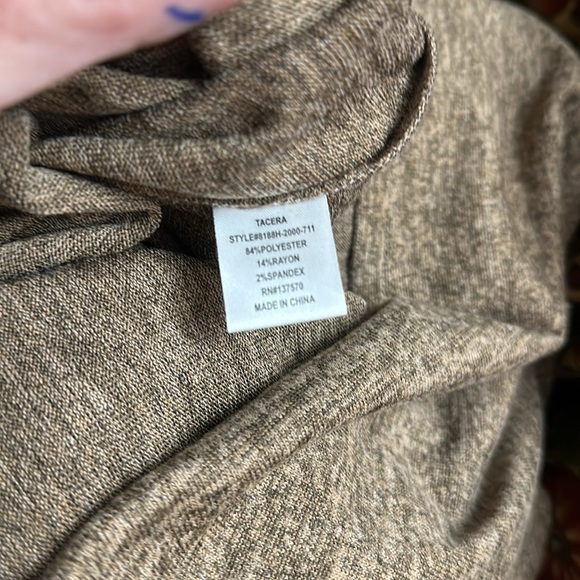 TACERA
STYLE#8188H-2000-711
84%POLYESTER
14%RAYON
2%SPANDEX
RN#137570
MADE IN CHINA